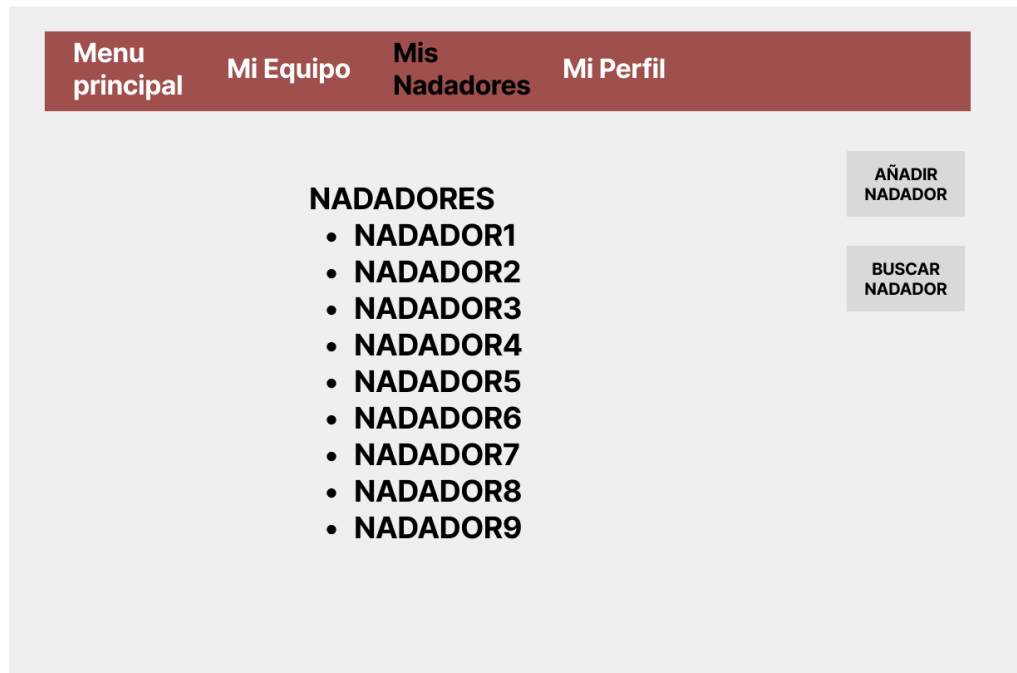 Menu
principal
Mi Equipo
Mis
Nadadores
Mi Perfil
AÑADIR
NADADOR
BUSCAR
NADADOR
NADADORES
• NADADOR1
• NADADOR2
• NADADOR3
• NADADOR4
• NADADOR5
• NADADOR6
• NADADOR7
• NADADOR8
• NADADOR9